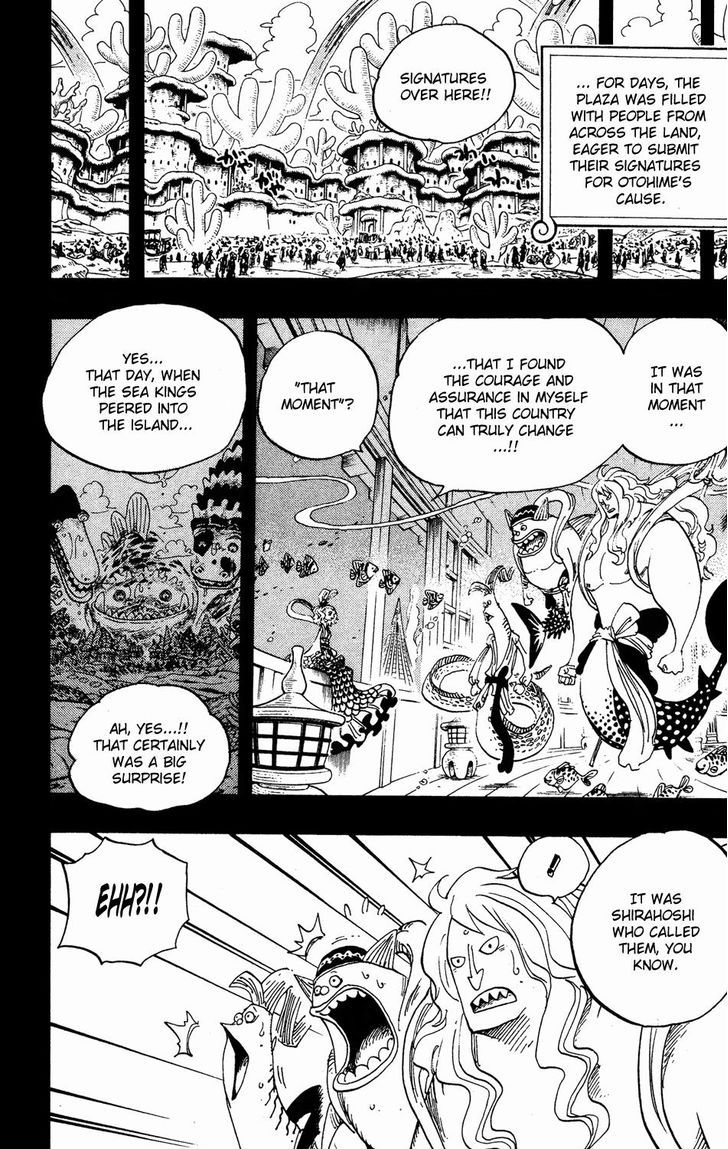 ... FOR DAYS, THE
PLAZA WAS FILLED
WITH PEOPLE FROM
ACROSS THE LAND,
EAGER TO SUBMIT
THEIR SIGNATURES
FOR OTOHIME'S
CAUSE.
SIGNATURES
OVER HERE!!
IT WAS
IN THAT
MOMENT
...
...THAT I FOUND
THE COURAGE AND
ASSURANCE IN MYSELF
THAT THIS COUNTRY
CAN TRULY CHANGE
...!!
"THAT
MOMENT"?
YES...
THAT DAY, WHEN
THE SEA KINGS
PEERED INTO
THE ISLAND...
AH, YES...!!
THAT CERTAINLY
WAS A BIG
SURPRISE!
IT WAS
SHIRAHOSHI
WHO CALLED
THEM, YOU
KNOW.
!
EHH?!!